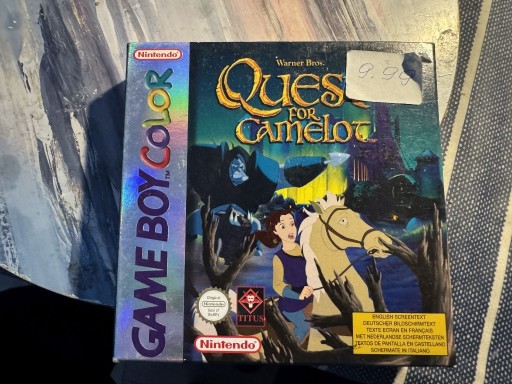 Nintendo
GAME BOY COLOR
TM
Warner Bros.
9,99
Quest
FOR
CAMELOT
Original
Nintendo
Seal of
Quality
TITUS
Nintendo
ENGLISH SCREENTEXT
DEUTSCHER BILDSCHIRMTEXT
TEXTE ECRAN EN FRANÇAIS
MET NEDERLANDSE SCHERMTEKSTEN
TEXTOS DE PANTALLA EN CASTELLANO
SCHERMATE IN ITALIANO